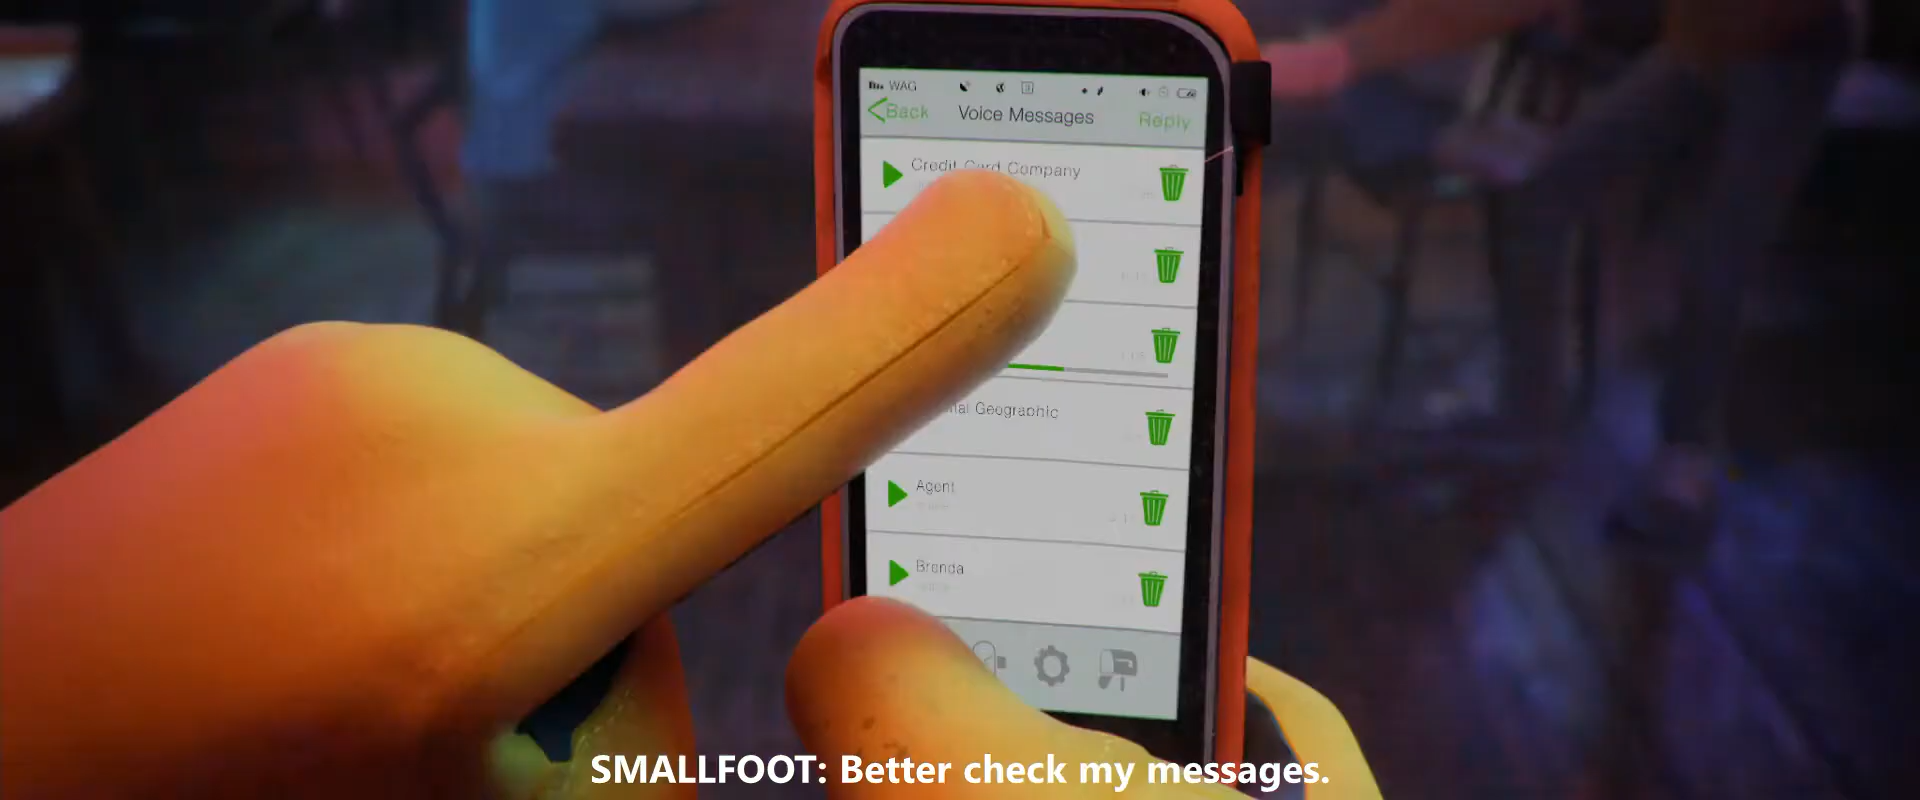 WAG
Back
Voice Messages
Reply
Credit Card Company
Geographic
Agent
Brenda
SMALLFOOT: Better check my messages.